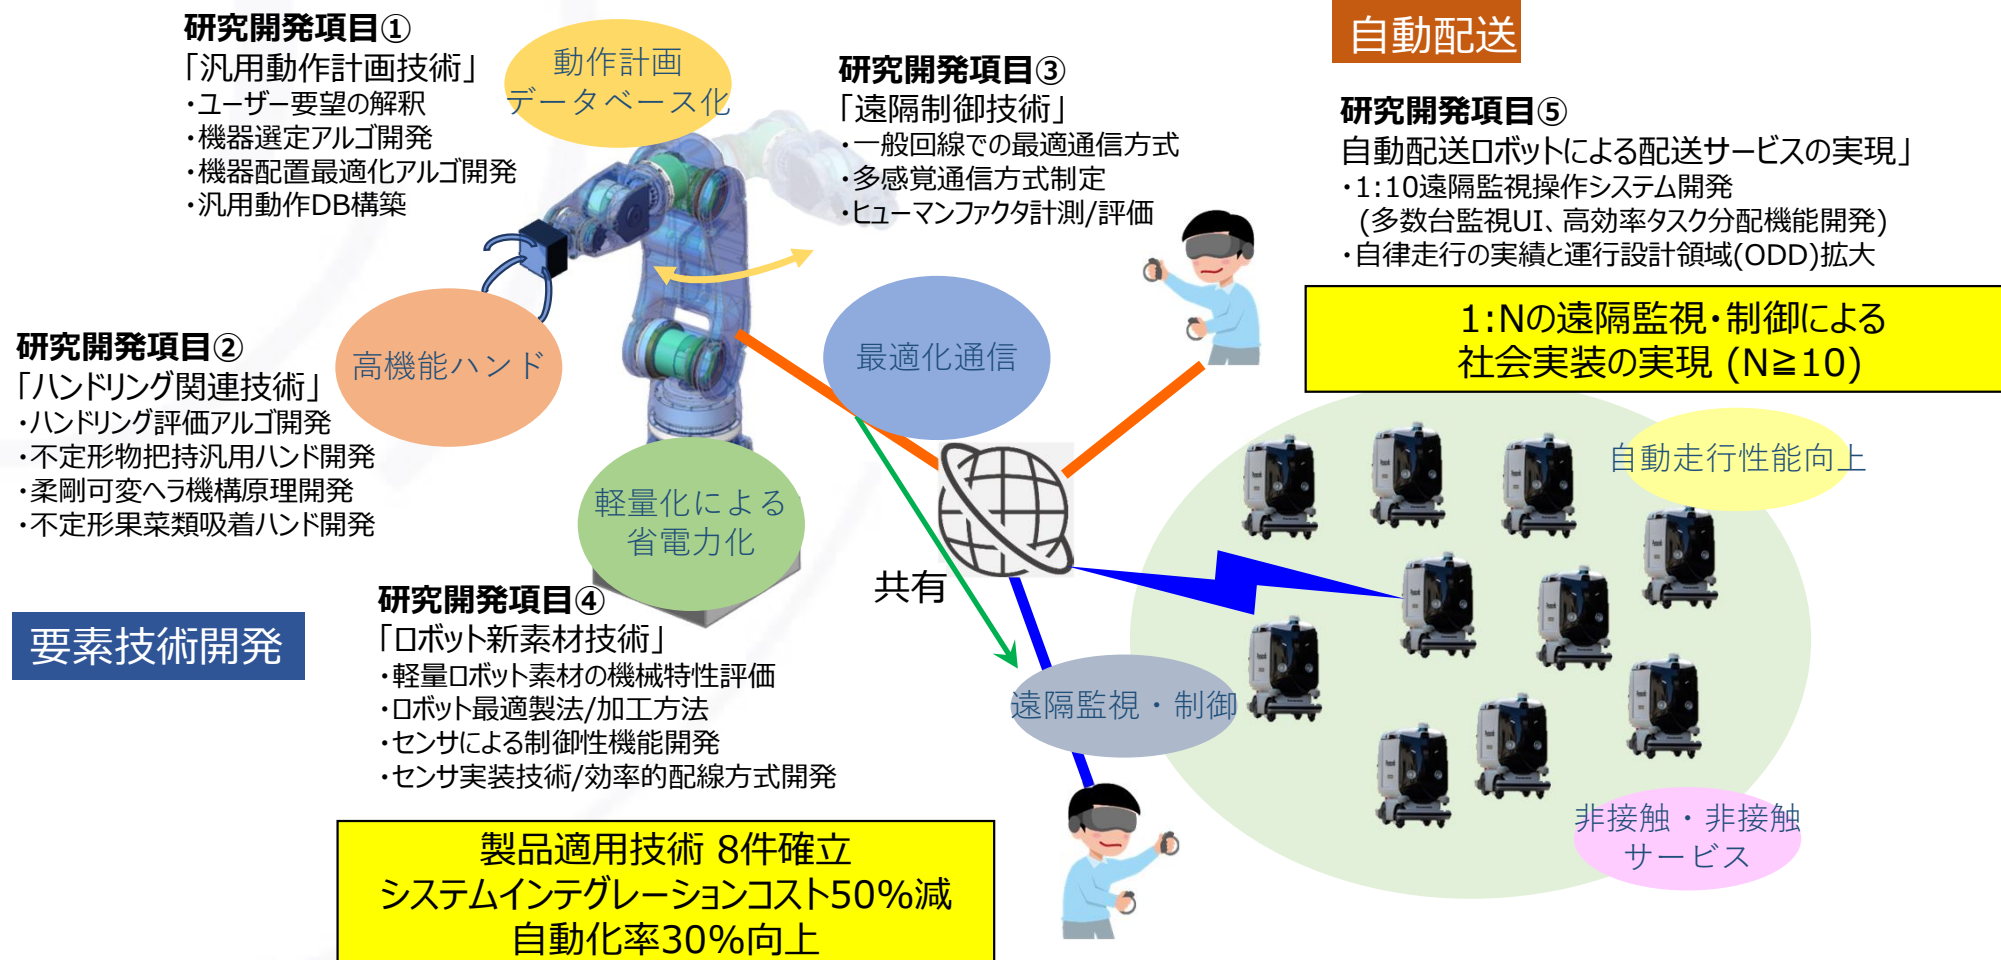 研究開発項目①
「汎用動作計画技術」
・ユーザー要望の解釈
・機器選定アルゴ開発
・機器配置最適化アルゴ開発
・汎用動作DB構築
動作計画
データベース化
研究開発項目③
「遠隔制御技術」
・一般回線での最適通信方式
・多感覚通信方式制定
・ヒューマンファクタ計測/評価
自動配送
研究開発項目⑤
自動配送ロボットによる配送サービスの実現」
・1:10遠隔監視操作システム開発
(多数台監視UI、高効率タスク分配機能開発)
・自律走行の実績と運行設計領域(ODD)拡大
1:Nの遠隔監視・制御による
社会実装の実現 (N≧10)
研究開発項目②
「ハンドリング関連技術」
・ハンドリング評価アルゴ開発
・不定形物把持汎用ハンド開発
・柔剛可変ヘラ機構原理開発
・不定形果菜類吸着ハンド開発
高機能ハンド
最適化通信
軽量化による
省電力化
自動走行性能向上
共有
要素技術開発
研究開発項目④
「ロボット新素材技術」
・軽量ロボット素材の機械特性評価
・ロボット最適製法/加工方法
・センサによる制御性機能開発
・センサ実装技術/効率的配線方式開発
遠隔監視・制御
非接触・非接触
サービス
製品適用技術 8件確立
システムインテグレーションコスト50%減
自動化率30%向上